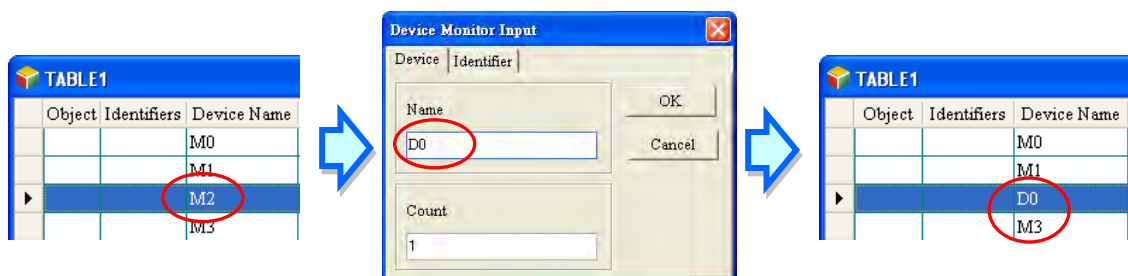 TABLE1
Object Identifiers Device Name
M0
M1
M2
M3
Device Monitor Input
Device Identifier
Name
D0
OK
Cancel
Count
1
TABLE1
Object Identifiers Device Name
M0
M1
D0
M3